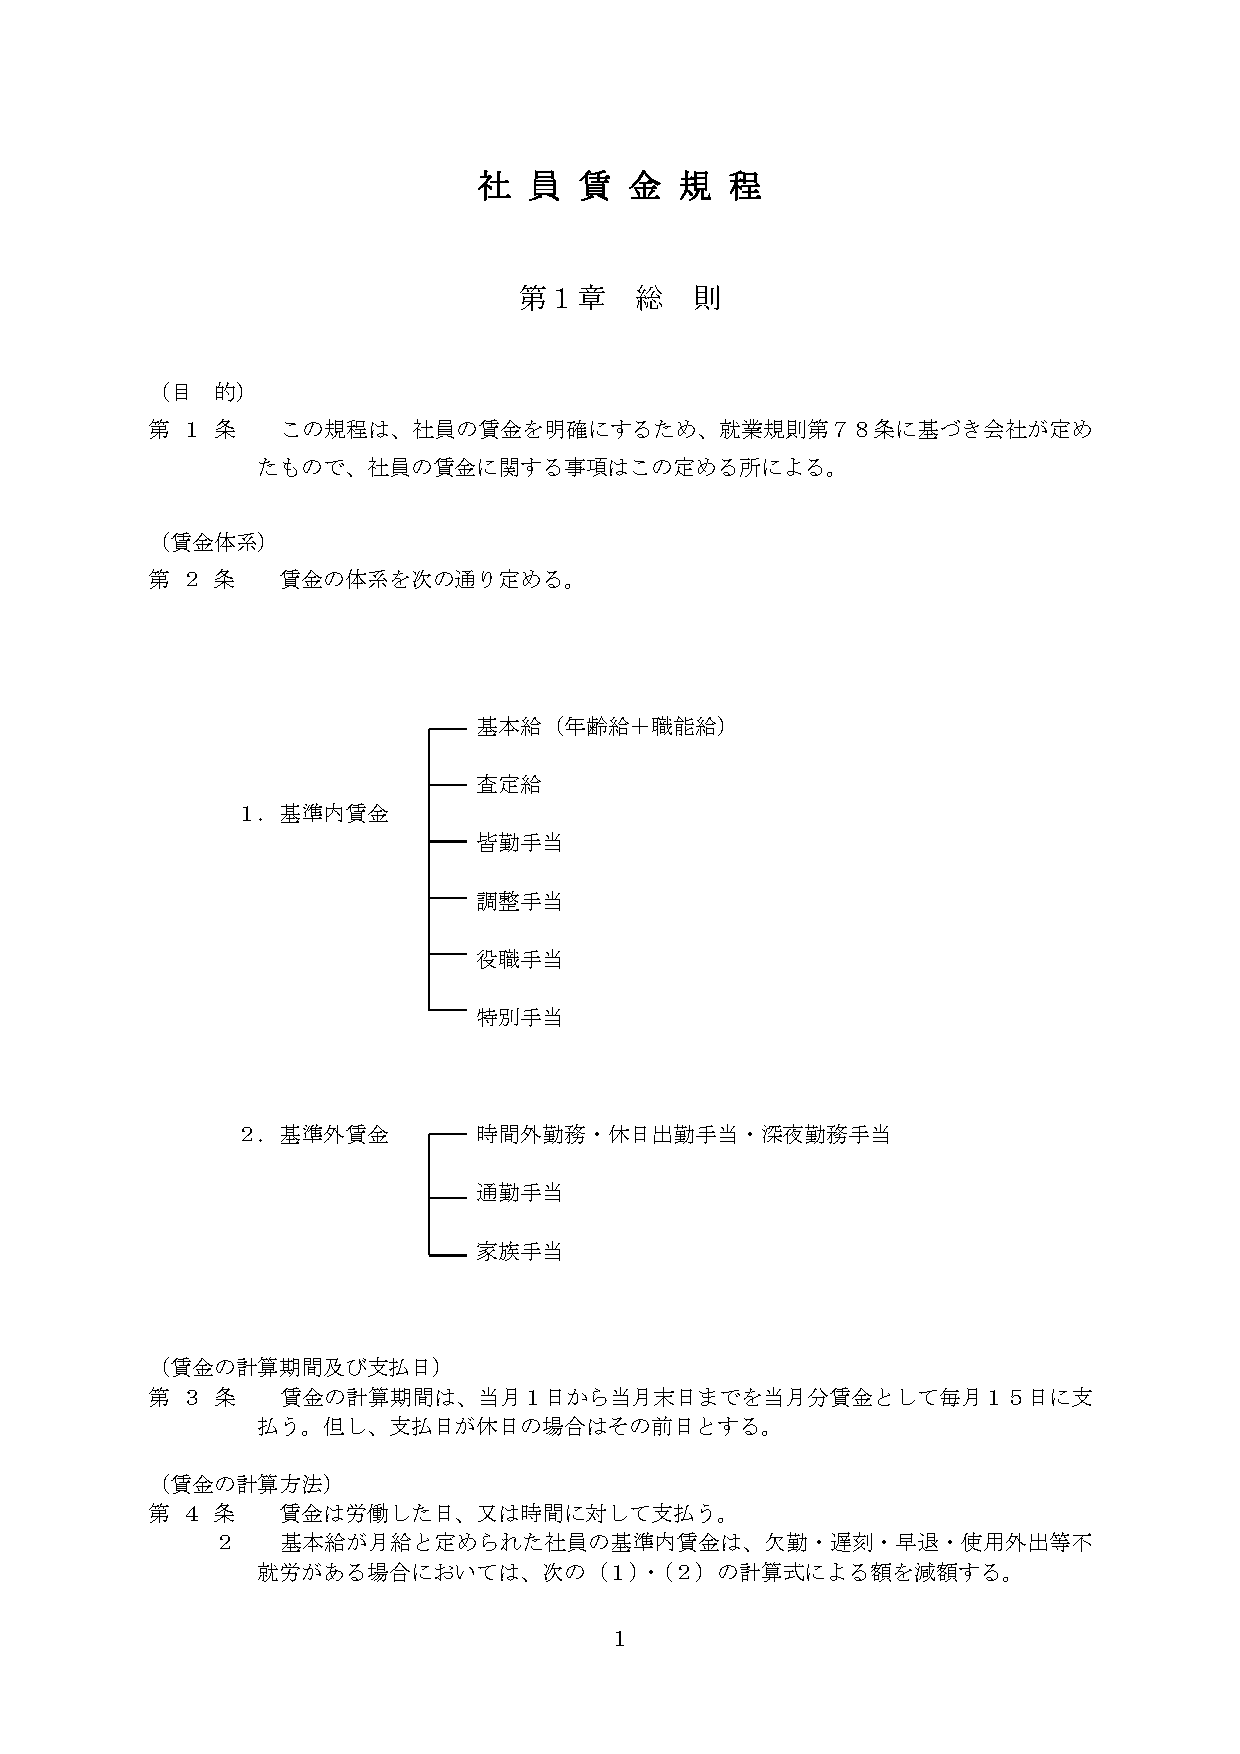 社 員 賃 金 規 程
第１章　総　則
（目　的）
第 １ 条　　この規程は、社員の賃金を明確にするため、就業規則第７８条に基づき会社が定め
たもので、社員の賃金に関する事項はこの定める所による。
（賃金体系）
第 ２ 条　　賃金の体系を次の通り定める。
基本給（年齢給＋職能給）
査定給
１．基準内賃金
皆勤手当
調整手当
役職手当
特別手当
２．基準外賃金　　時間外勤務・休日出勤手当・深夜勤務手当
通勤手当
家族手当
（賃金の計算期間及び支払日）
第 ３ 条　　賃金の計算期間は、当月１日から当月末日までを当月分賃金として毎月１５日に支
払う。但し、支払日が休日の場合はその前日とする。
（賃金の計算方法）
第 ４ 条　　賃金は労働した日、又は時間に対して支払う。
２　　基本給が月給と定められた社員の基準内賃金は、欠勤・遅刻・早退・使用外出等不
就労がある場合においては、次の（１）・（２）の計算式による額を減額する。
1